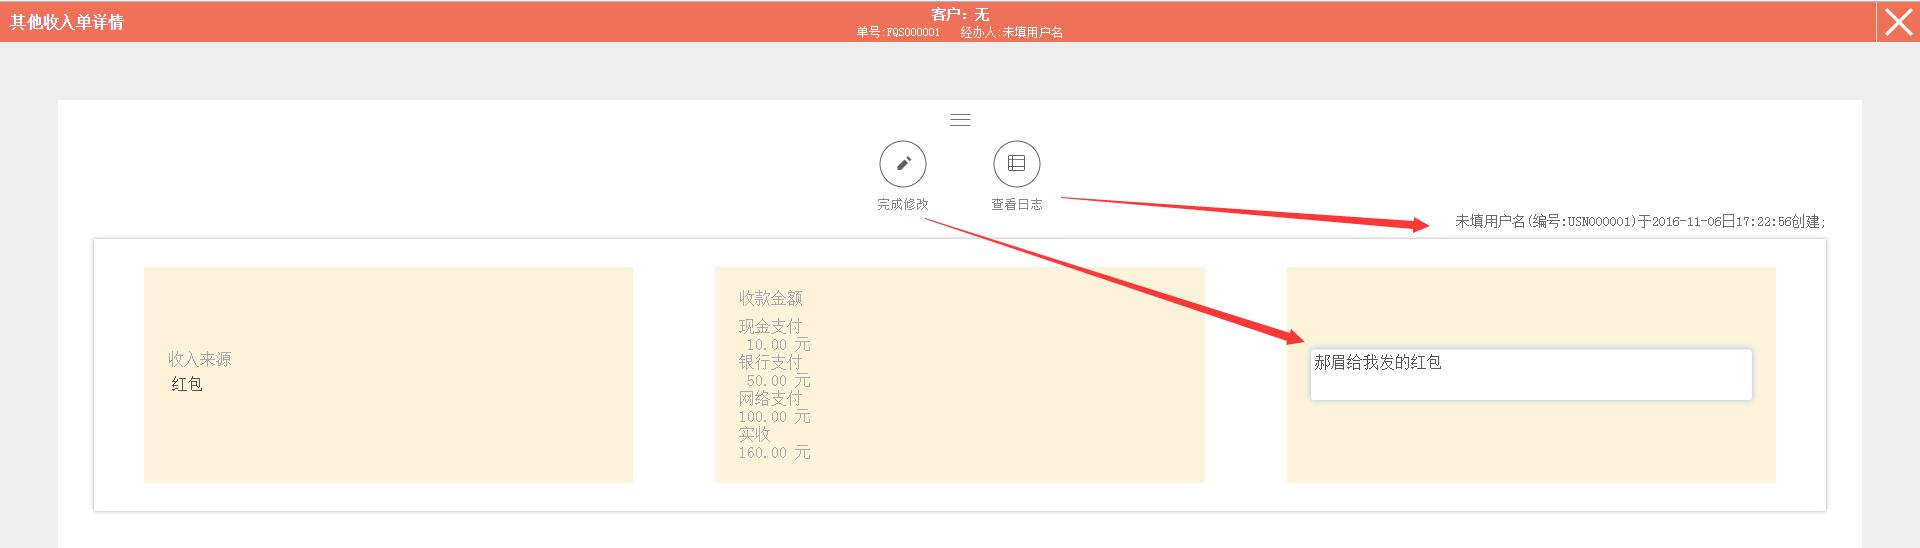 其他收入单详情
客户：无
单号:FQS000001 经办人:未填用户名
完成修改 查看日志
未填用户名(编号:USN000001)于2016-11-06日17:22:56创建;
收入来源
红包
收款金额
现金支付
10.00 元
银行支付
50.00 元
网络支付
100.00 元
实收
160.00 元
郝眉给我发的红包